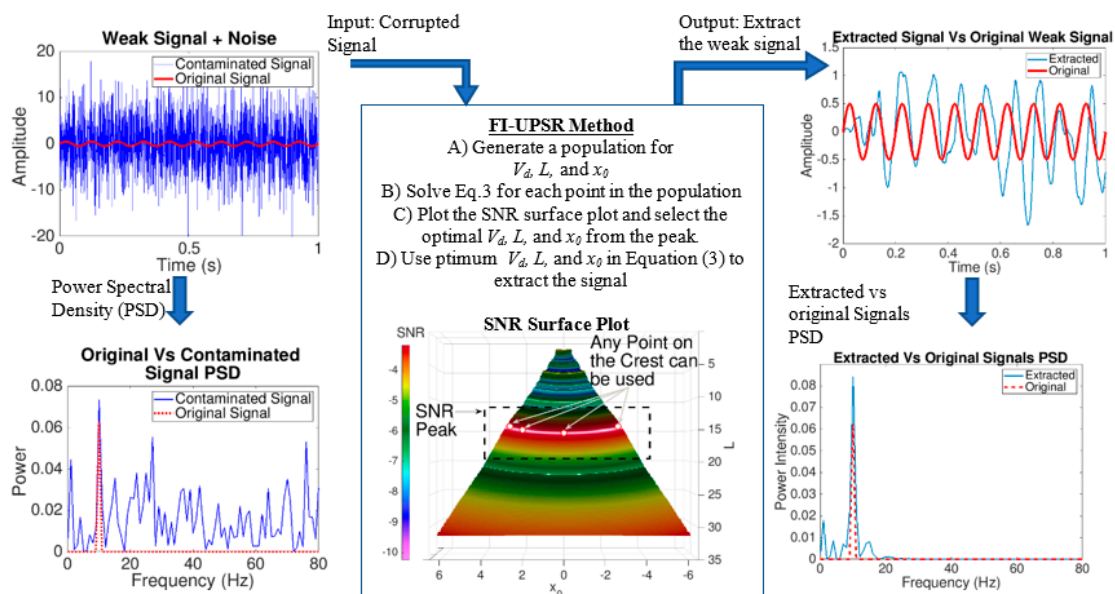 Weak Signal + Noise
Contaminated Signal
Original Signal
20
10
0
-10
-20
Amplitude
0
0.5
1
Time (s)
Input: Corrupted
Signal
Output: Extract
the weak signal
Extracted Signal Vs Original Weak Signal
Extracted
Original
1.5
1
0.5
0
-0.5
-1
-1.5
-2
Amplitude
0
0.2
0.4
0.6
0.8
1
Time (s)
FI-UPSR Method
A) Generate a population for
Vd, L, and x0
B) Solve Eq.3 for each point in the population
C) Plot the SNR surface plot and select the
optimal Vd, L, and x0 from the peak.
D) Use ptimum Vd, L, and x0 in Equation (3) to
extract the signal
SNR Surface Plot
SNR
-4
-5
-6
-7
-8
-9
-10
Any Point on
the Crest can
be used
SNR
Peak
5
10
15
20
25
30
35
L
6
4
2
0
-2
-4
-6
x0
Power Spectral
Density (PSD)
Original Vs Contaminated
Signal PSD
Contaminated Signal
Original Signal
0.08
0.06
0.04
0.02
0
Power
0
20
40
60
80
Frequency (Hz)
Extracted vs
original Signals
PSD
Extracted Vs Original Signals PSD
Extracted
Original
0.08
0.07
0.06
0.05
0.04
0.03
0.02
0.01
0
Power Intensity
0
20
40
60
80
Frequency (Hz)